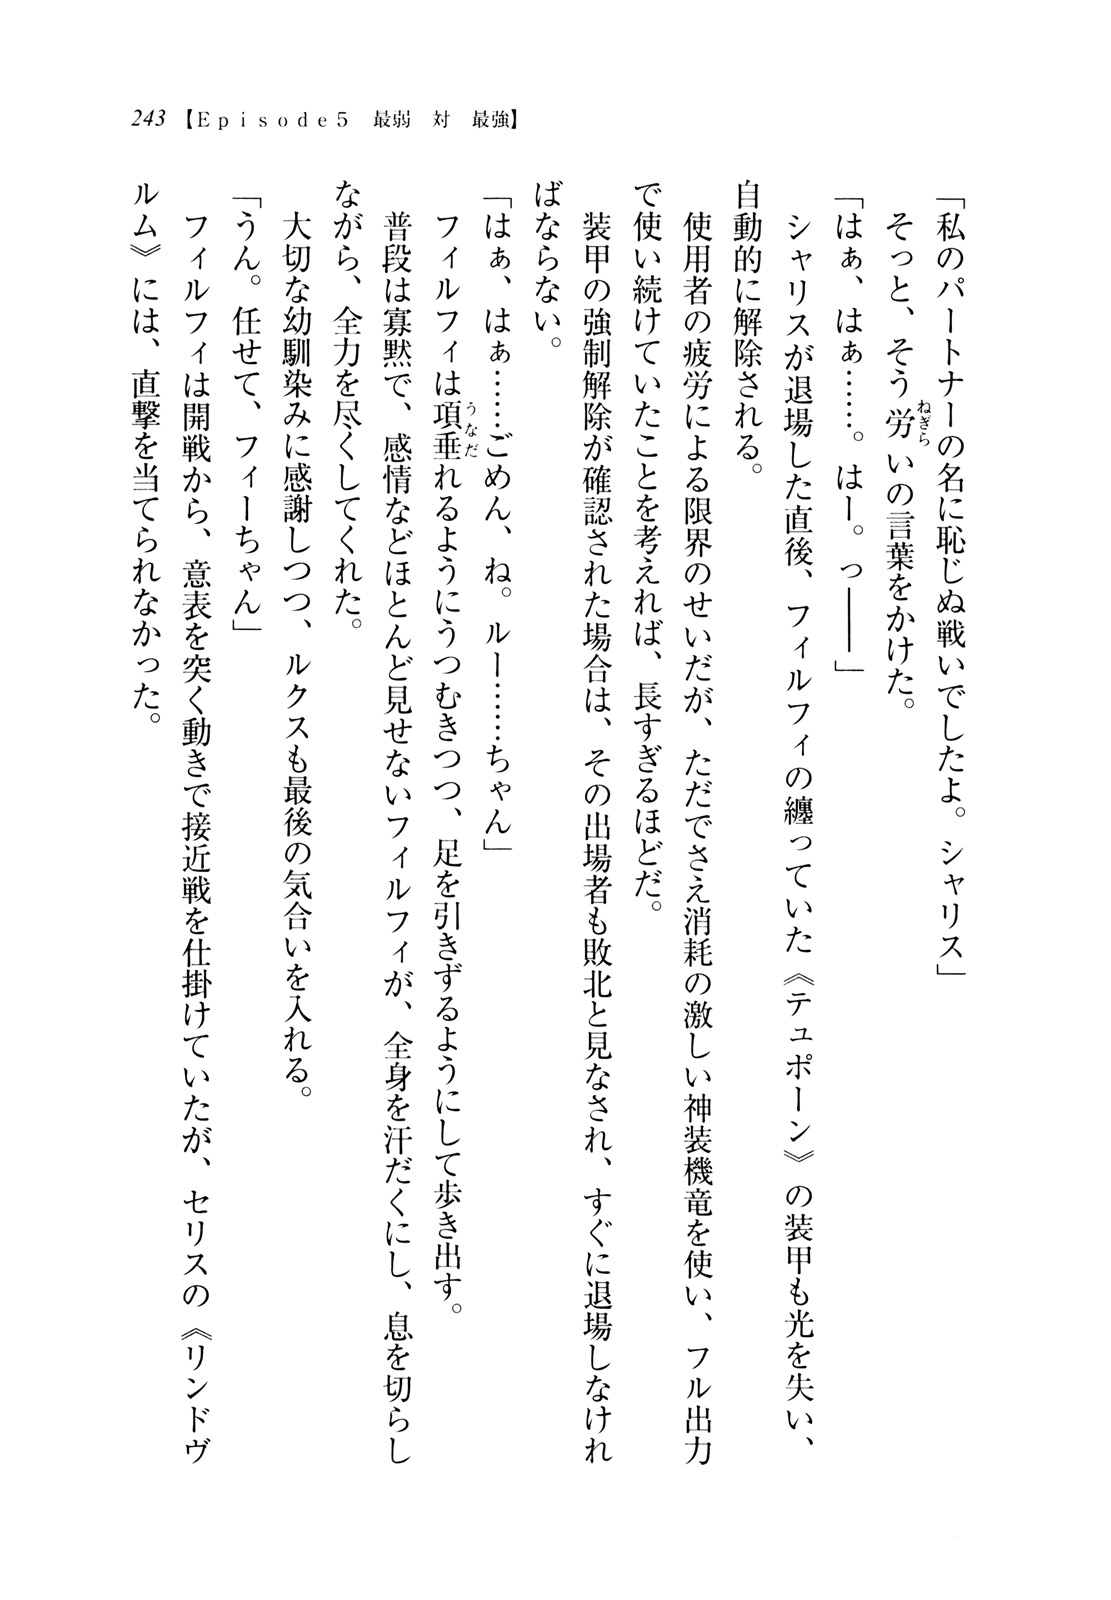 243 【Episode5 最弱 対 最強】
「私のパートナーの名に恥じぬ戦いでしたよ。シャリス」
そっと、そう労いの言葉をかけた。
ねぎら
「はぁ、はぁ……。はー。っ――」
シャリスが退場した直後、フィルフィの纏っていた《テュポーン》の装甲も光を失い、
自動的に解除される。
使用者の疲労による限界のせいだが、ただでさえ消耗の激しい神装機竜を使い、フル出力
で使い続けていたことを考えれば、長すぎるほどだ。
装甲の強制解除が確認された場合は、その出場者も敗北と見なされ、すぐに退場しなけれ
ばならない。
「はぁ、はぁ……ごめん、ね。ルー……ちゃん」
フィルフィは項垂れるようにうつむきつつ、足を引きずるようにして歩き出す。
うなだ
普段は寡黙で、感情などほとんど見せないフィルフィが、全身を汗だくにし、息を切らし
ながら、全力を尽くしてくれた。
大切な幼馴染みに感謝しつつ、ルクスも最後の気合いを入れる。
「うん。任せて、フィーちゃん」
フィルフィは開戦から、意表を突く動きで接近戦を仕掛けていたが、セリスの《リンドヴ
ルム》には、直撃を当てられなかった。